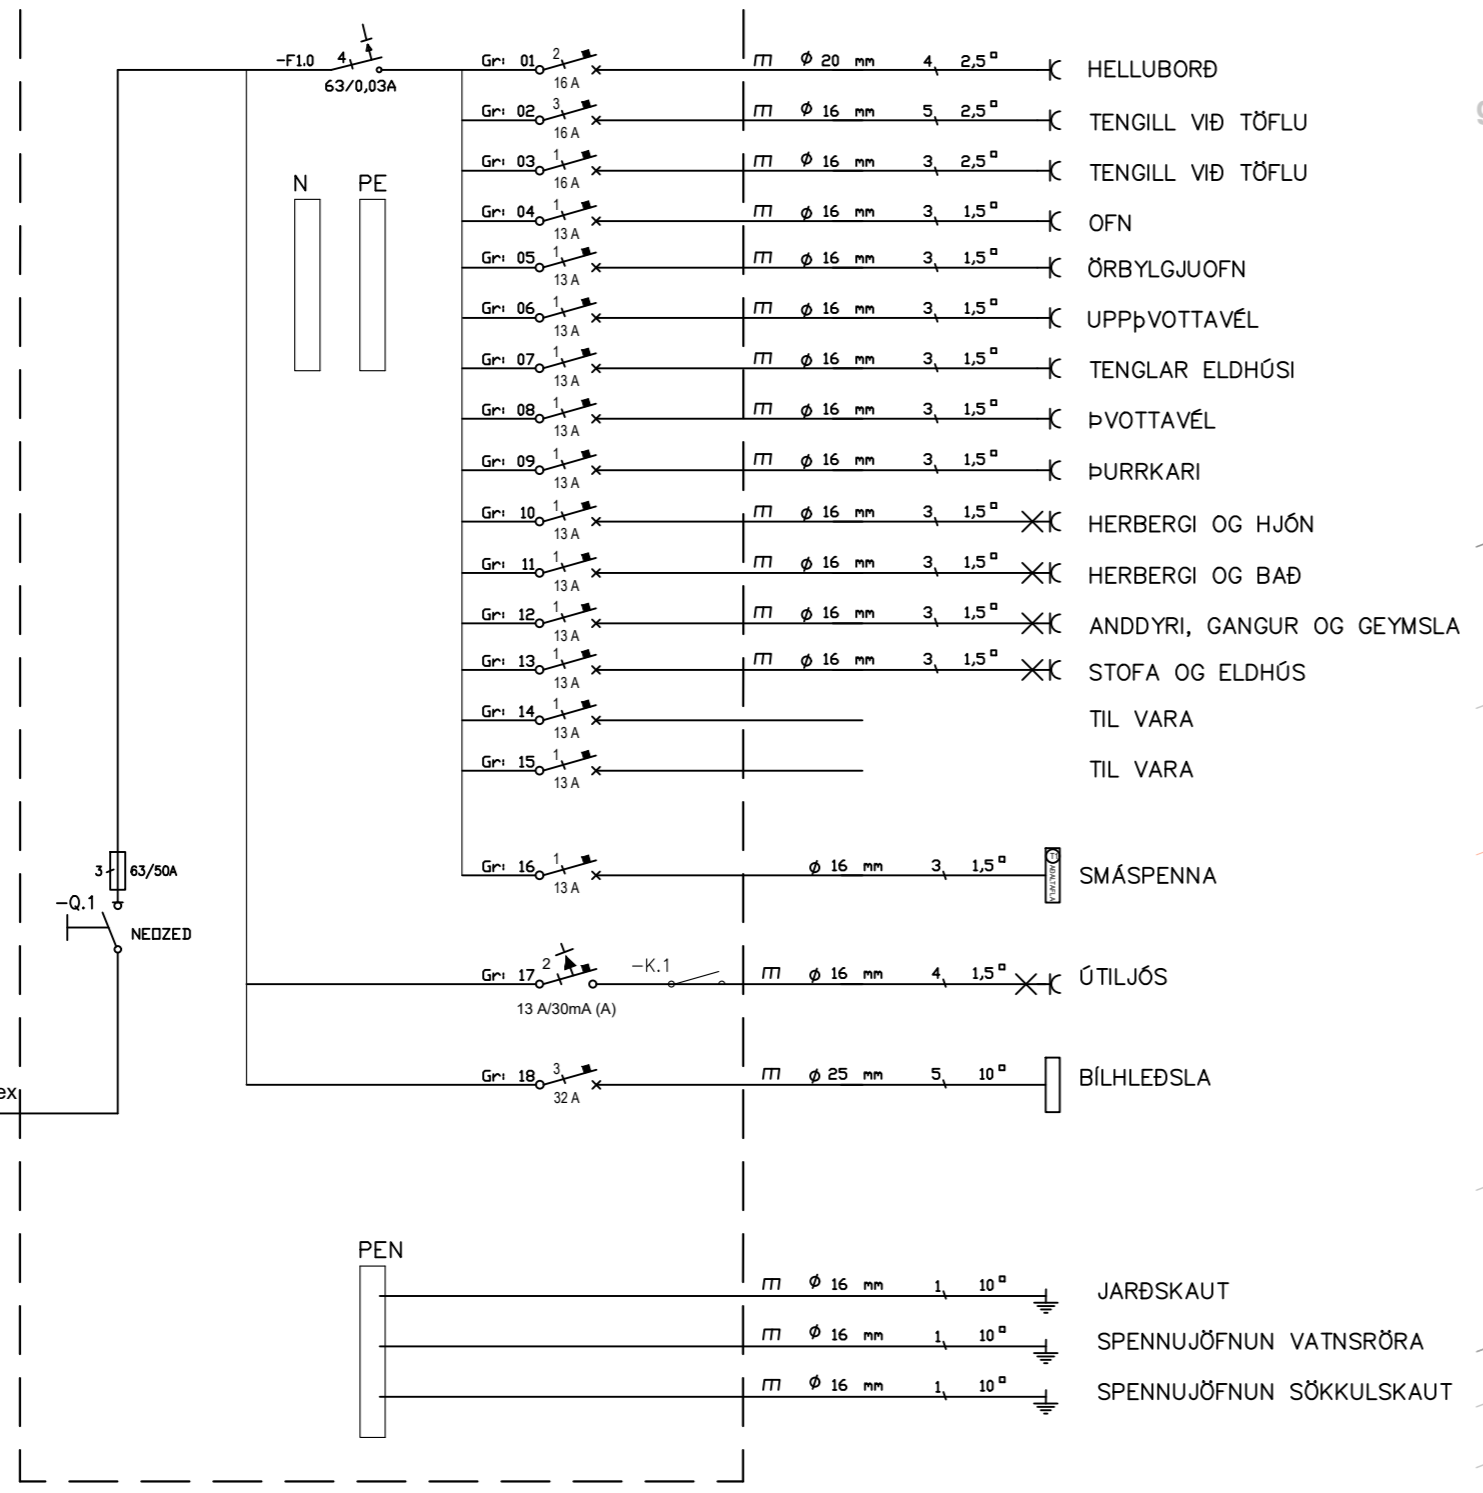 -F1.0 4 63/0,03A
N PE
Gr: 01 2 16 A Ø 20 mm 4 2,5 HELLUBORÐ
Gr: 02 3 16 A Ø 16 mm 5 2,5 TENGILL VIÐ TÖFLU
Gr: 03 1 16 A Ø 16 mm 3 2,5 TENGILL VIÐ TÖFLU
Gr: 04 1 13 A Ø 16 mm 3 1,5 OFN
Gr: 05 1 13 A Ø 16 mm 3 1,5 ÖRBYLGJUOFN
Gr: 06 1 13 A Ø 16 mm 3 1,5 UPPÞVOTTAVÉL
Gr: 07 1 13 A Ø 16 mm 3 1,5 TENGLAR ELDHÚSI
Gr: 08 1 13 A Ø 16 mm 3 1,5 ÞVOTTAVÉL
Gr: 09 1 13 A Ø 16 mm 3 1,5 ÞURRKARI
Gr: 10 1 13 A Ø 16 mm 3 1,5 HERBERGI OG HJÓN
Gr: 11 1 13 A Ø 16 mm 3 1,5 HERBERGI OG BAÐ
Gr: 12 1 13 A Ø 16 mm 3 1,5 ANDDYRI, GANGUR OG GEYMSLA
Gr: 13 1 13 A Ø 16 mm 3 1,5 STOFA OG ELDHÚS
Gr: 14 1 13 A TIL VARA
Gr: 15 1 13 A TIL VARA
3 63/50A
Gr: 16 1 13 A Ø 16 mm 3 1,5 SMÁSPENNA
-Q.1
NEOZED
Gr: 17 2 13 A/30mA (A) -K.1 Ø 16 mm 4 1,5 ÚTILJÓS
Gr: 18 3 32 A Ø 25 mm 5 10 BÍLHLEÐSLA
ex
PEN
Ø 16 mm 1 10 JARÐSKAUT
Ø 16 mm 1 10 SPENNUJÖFNUN VATNSRÖRA
Ø 16 mm 1 10 SPENNUJÖFNUN SÖKKULSKAUT